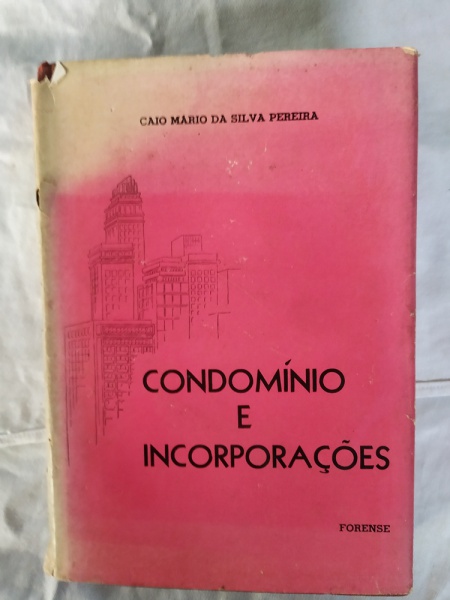 CAIO MÁRIO DA SILVA PEREIRA
CONDOMÍNIO
E
INCORPORAÇÕES
FORENSE